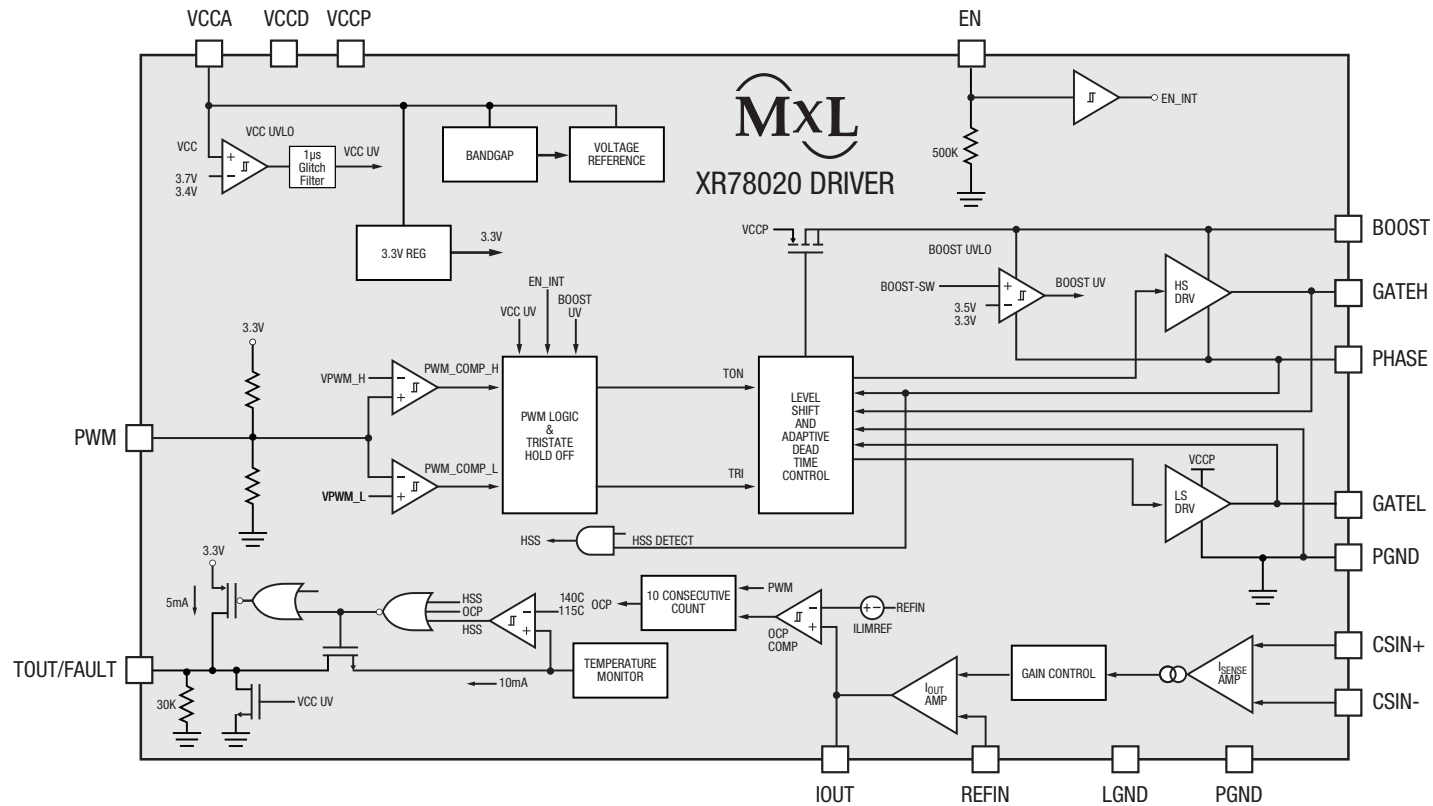 VCCA
VCCD
VCCP
EN
MXL
XR78020 DRIVER
VCC UVLO
VCC
+
−
3.7V
3.4V
1µs
Glitch
Filter
VCC UV
BANDGAP
VOLTAGE
REFERENCE
3.3V REG
3.3V
500K
EN_INT
VCCP
BOOST UVLO
BOOST-SW
+
−
3.5V
3.3V
BOOST UV
HS
DRV
BOOST
GATEH
PHASE
3.3V
PWM
VPWM_H
−
+
PWM_COMP_H
−
+
VPWM_L
PWM_COMP_L
VCC UV
EN_INT
BOOST
UV
PWM LOGIC
&
TRISTATE
HOLD OFF
TON
TRI
LEVEL
SHIFT
AND
ADAPTIVE
DEAD
TIME
CONTROL
VCCP
LS
DRV
GATEL
PGND
HSS
HSS DETECT
3.3V
5mA
HSS
OCP
HSS
−
+
140C
115C
OCP
10 CONSECUTIVE
COUNT
PWM
OCP
COMP
−
+
+−
ILIMREF
REFIN
TOUT/FAULT
30K
VCC UV
10mA
TEMPERATURE
MONITOR
IOUT
AMP
GAIN CONTROL
ISENSE
AMP
CSIN+
CSIN-
IOUT
REFIN
LGND
PGND